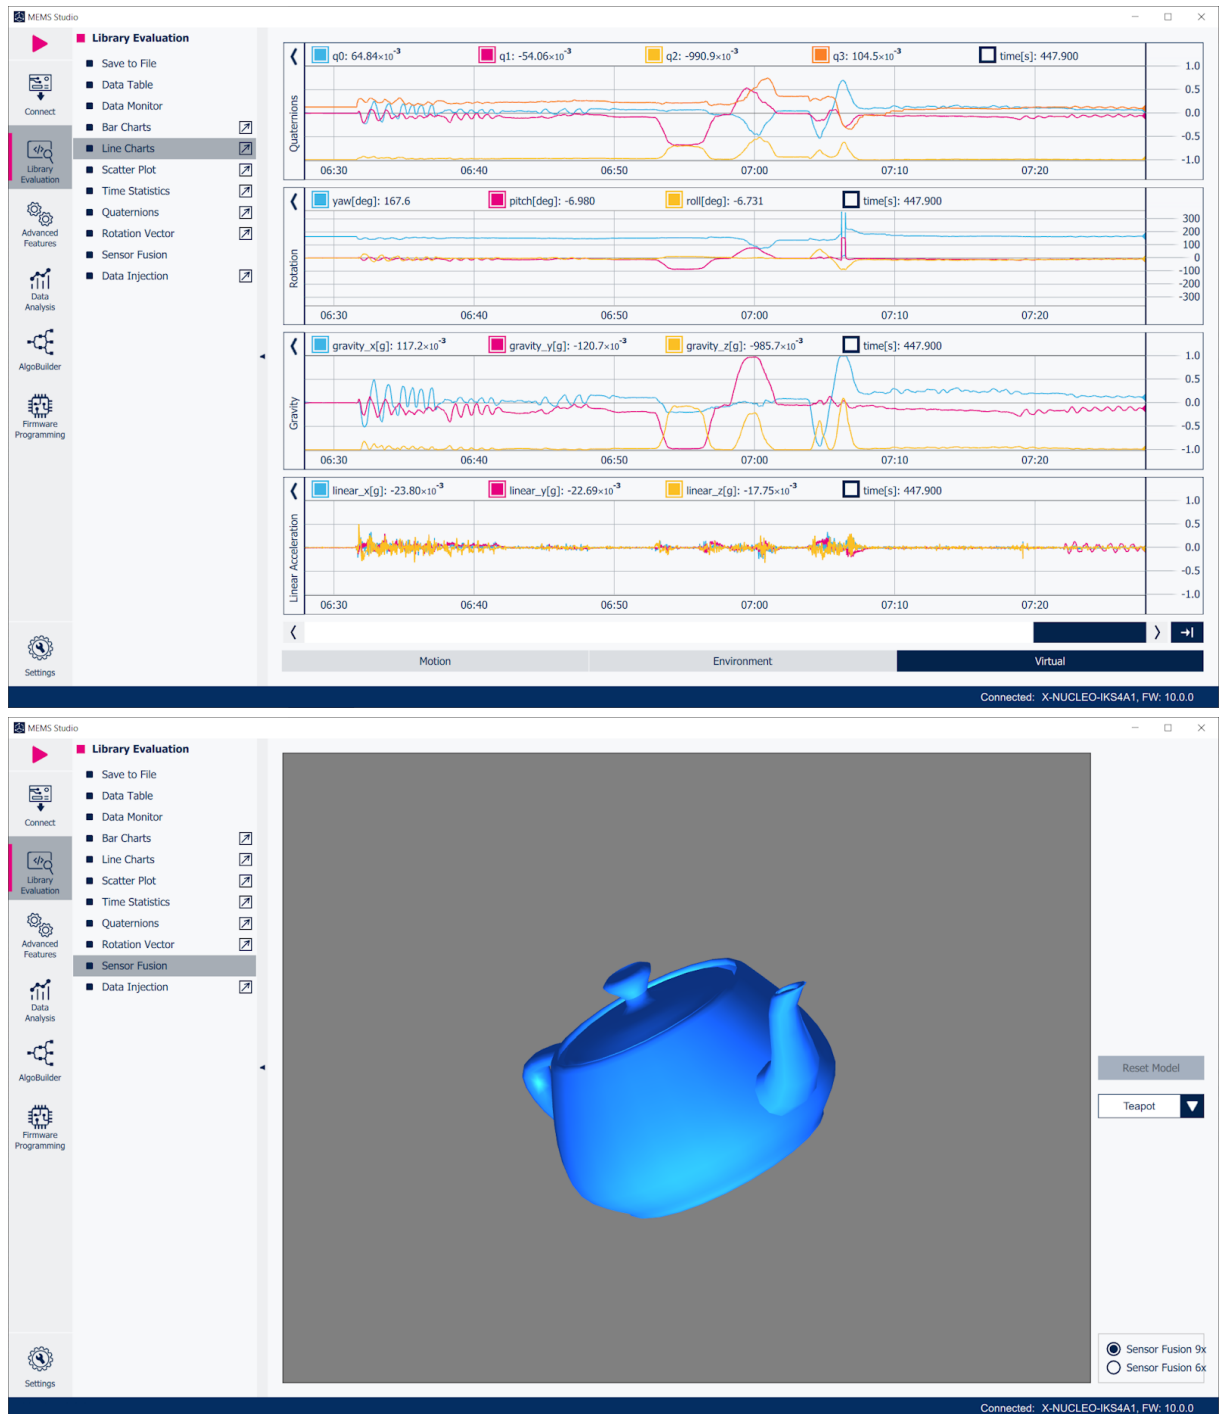 MEMS Studio
Library Evaluation
Save to File
Data Table
Data Monitor
Bar Charts
Line Charts
Scatter Plot
Time Statistics
Quaternions
Rotation Vector
Sensor Fusion
Data Injection
Connect
Library
Evaluation
Advanced
Features
Data
Analysis
AlgoBuilder
Firmware
Programming
Settings
q0: 64.84×10⁻³ q1: -54.06×10⁻³ q2: -990.9×10⁻³ q3: 104.5×10⁻³ time[s]: 447.900
Quaternions
1.0
0.5
0.0
-0.5
-1.0
06:30 06:40 06:50 07:00 07:10 07:20
yaw[deg]: 167.6 pitch[deg]: -6.980 roll[deg]: -6.731 time[s]: 447.900
Rotation
300
200
100
0
-100
-200
-300
06:30 06:40 06:50 07:00 07:10 07:20
gravity_x[g]: 117.2×10⁻³ gravity_y[g]: -120.7×10⁻³ gravity_z[g]: -985.7×10⁻³ time[s]: 447.900
Gravity
1.0
0.5
0.0
-0.5
-1.0
06:30 06:40 06:50 07:00 07:10 07:20
linear_x[g]: -23.80×10⁻³ linear_y[g]: -22.69×10⁻³ linear_z[g]: -17.75×10⁻³ time[s]: 447.900
Linear Acceleration
1.0
0.5
0.0
-0.5
-1.0
06:30 06:40 06:50 07:00 07:10 07:20
Motion Environment Virtual
Connected: X-NUCLEO-IKS4A1, FW: 10.0.0
MEMS Studio
Library Evaluation
Save to File
Data Table
Data Monitor
Bar Charts
Line Charts
Scatter Plot
Time Statistics
Quaternions
Rotation Vector
Sensor Fusion
Data Injection
Connect
Library
Evaluation
Advanced
Features
Data
Analysis
AlgoBuilder
Firmware
Programming
Settings
Reset Model
Teapot
Sensor Fusion 9x
Sensor Fusion 6x
Connected: X-NUCLEO-IKS4A1, FW: 10.0.0